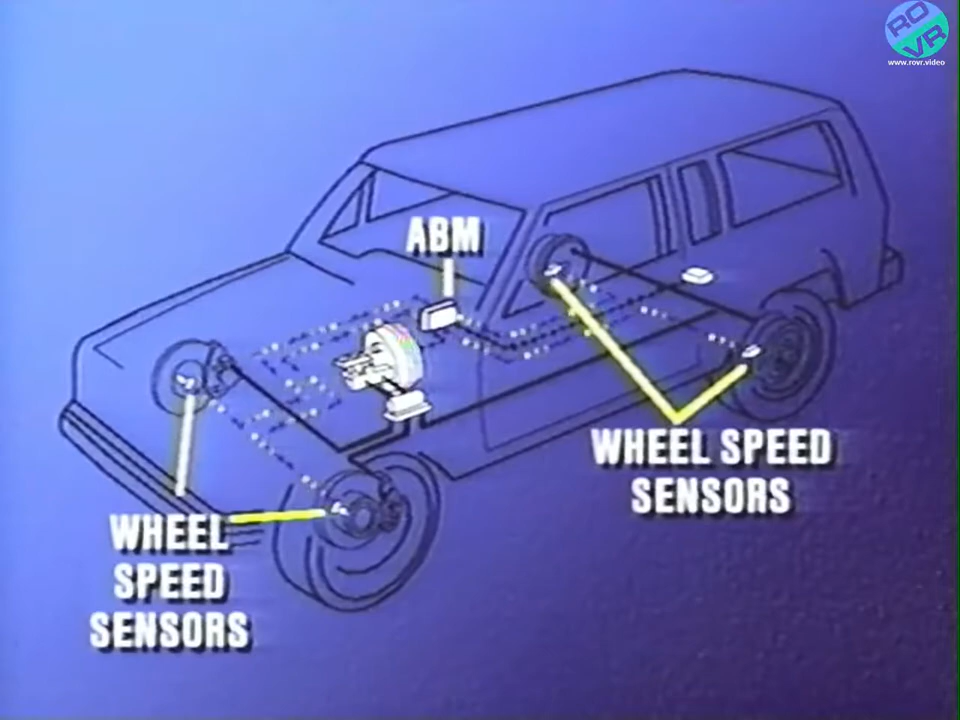 RO
VR
www.rovr.video
ABM
WHEEL SPEED
SENSORS
WHEEL
SPEED
SENSORS